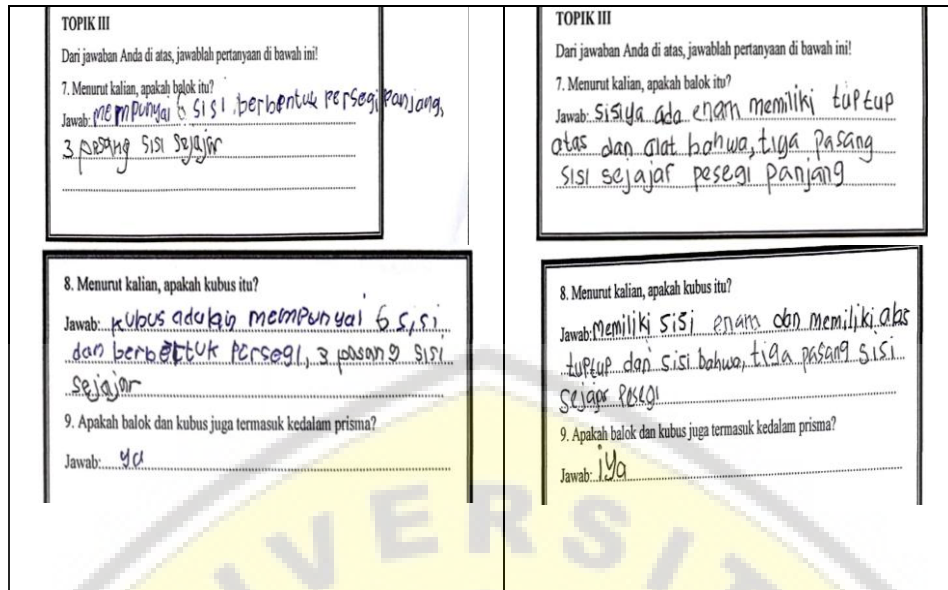 TOPIK III
Dari jawaban Anda di atas, jawablah pertanyaan di bawah ini!
7. Menurut kalian, apakah balok itu?
Jawab: mempunyai 6 sisi berbentuk persegi panjang,
3 pasang sisi sejajar
8. Menurut kalian, apakah kubus itu?
Jawab: kubus adalah mempunyai 6 sisi
dan berbettuk persegi, 3 pasang sisi
sejajar
9. Apakah balok dan kubus juga termasuk kedalam prisma?
Jawab: ya
TOPIK III
Dari jawaban Anda di atas, jawablah pertanyaan di bawah ini!
7. Menurut kalian, apakah balok itu?
Jawab: sisiya ada enam memiliki tuptup
atas dan alat bahwa, tiga pasang
sisi sejajar pesegi panjang
8. Menurut kalian, apakah kubus itu?
Jawab: Memiliki sisi enam dan memiliki alas
tuptup dan sisi bahwa, tiga pasang sisi
sejajar pesegi
9. Apakah balok dan kubus juga termasuk kedalam prisma?
Jawab: iya
VERSIT